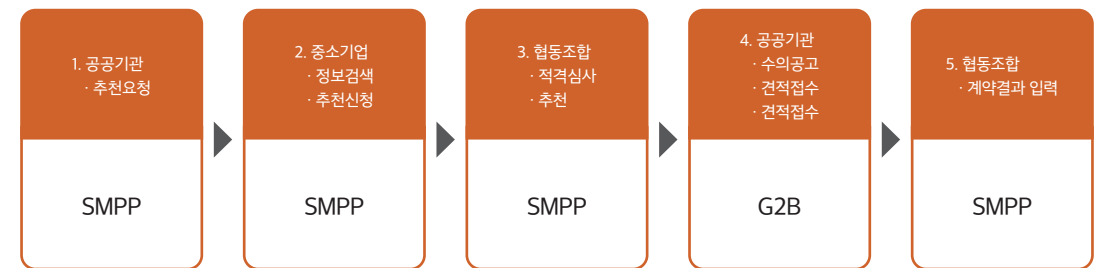 1. 공공기관
· 추천요청
SMPP
2. 중소기업
· 정보검색
· 추천신청
SMPP
3. 협동조합
· 적격심사
· 추천
SMPP
4. 공공기관
· 수의공고
· 견적접수
· 견적접수
G2B
5. 협동조합
· 계약결과 입력
SMPP